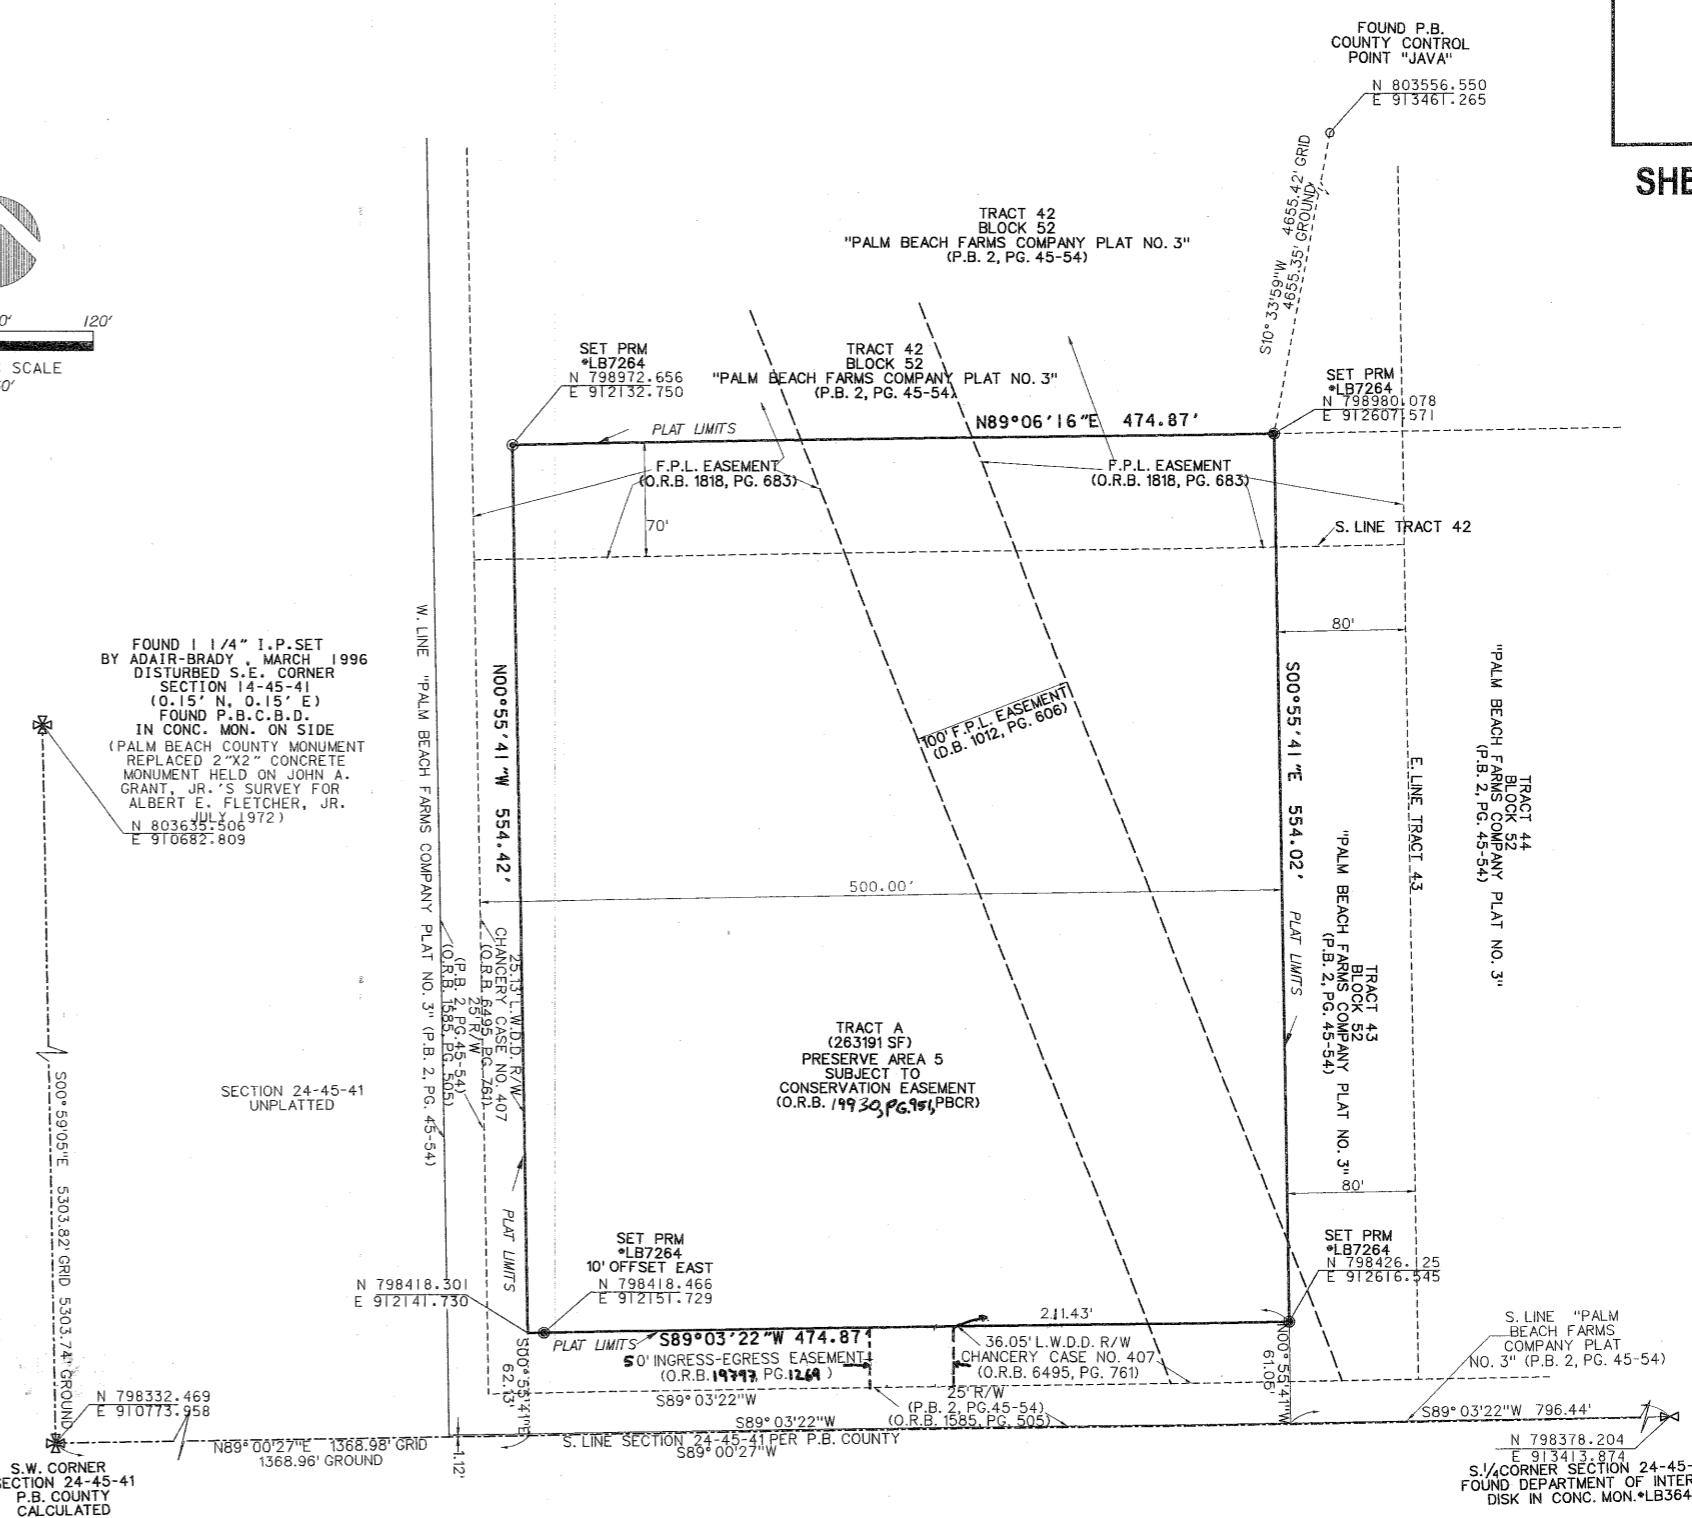 FOUND P.B.
COUNTY CONTROL
POINT "JAVA"
N 803556.550
E 913461.265
S10°33'59"W 4655.42' GRID
4655.35' GROUND
120'
SCALE
TRACT 42
BLOCK 52
"PALM BEACH FARMS COMPANY PLAT NO. 3"
(P.B. 2, PG. 45-54)
SET PRM
*LB7264
N 798972.656
E 912132.750
TRACT 42
BLOCK 52
"PALM BEACH FARMS COMPANY PLAT NO. 3"
(P.B. 2, PG. 45-54)
SET PRM
*LB7264
N 798980.078
E 912607.571
PLAT LIMITS
N89°06'16"E 474.87'
F.P.L. EASEMENT
(O.R.B. 1818, PG. 683)
F.P.L. EASEMENT
(O.R.B. 1818, PG. 683)
70'
S. LINE TRACT 42
80'
FOUND 1 1/4" I.P.SET
BY ADAIR-BRADY , MARCH 1996
DISTURBED S.E. CORNER
SECTION 14-45-41
(0.15' N, 0.15' E)
FOUND P.B.C.B.D.
IN CONC. MON. ON SIDE
(PALM BEACH COUNTY MONUMENT
REPLACED 2"X2" CONCRETE
MONUMENT HELD ON JOHN A.
GRANT, JR.'S SURVEY FOR
ALBERT E. FLETCHER, JR.
JULY 1972)
N 803635.506
E 910682.809
W. LINE "PALM BEACH FARMS COMPANY PLAT NO. 3" (P.B. 2, PG. 45-54)
N00°55'41"W 554.42'
100' F.P.L. EASEMENT
(D.B. 1012, PG. 606)
S00°55'41"E 554.02'
PLAT LIMITS
E. LINE TRACT 43
TRACT 44
BLOCK 52
"PALM BEACH FARMS COMPANY PLAT NO. 3"
(P.B. 2, PG. 45-54)
TRACT 43
BLOCK 52
"PALM BEACH FARMS COMPANY PLAT NO. 3"
(P.B. 2, PG. 45-54)
500.00'
25.13' L.W.D.D. R/W
CHANCERY CASE NO. 407
(O.R.B. 6495, PG. 761)
25' R/W
(P.B. 2, PG.45-54)
(O.R.B. 1585, PG. 505)
TRACT A
(263191 SF)
PRESERVE AREA 5
SUBJECT TO
CONSERVATION EASEMENT
(O.R.B. 19930, PG.951, PBCR)
SECTION 24-45-41
UNPLATTED
S00°59'05"E 5303.82' GRID 5303.74' GROUND
80'
PLAT LIMITS
SET PRM
*LB7264
10' OFFSET EAST
N 798418.466
E 912151.729
N 798418.301
E 912141.730
SET PRM
*LB7264
N 798426.125
E 912616.545
211.43'
PLAT LIMITS
S89°03'22"W 474.87'
50' INGRESS-EGRESS EASEMENT
(O.R.B. 19797, PG. 1269 )
36.05' L.W.D.D. R/W
CHANCERY CASE NO. 407
(O.R.B. 6495, PG. 761)
S00°55'41"E
62.13'
N00°55'41"W
61.05'
S. LINE "PALM
BEACH FARMS
COMPANY PLAT
NO. 3" (P.B. 2, PG. 45-54)
S89°03'22"W
25' R/W
(P.B. 2, PG.45-54)
(O.R.B. 1585, PG. 505)
S89°03'22"W
S89°03'22"W 796.44'
N 798332.469
E 910773.958
N89°00'27"E 1368.98' GRID
1368.96' GROUND
1.12'
S. LINE SECTION 24-45-41 PER P.B. COUNTY
S89°00'27"W
S.W. CORNER
SECTION 24-45-41
P.B. COUNTY
CALCULATED
N 798378.204
E 913413.874
S.1/4 CORNER SECTION 24-45-
FOUND DEPARTMENT OF INTER
DISK IN CONC. MON.*LB364